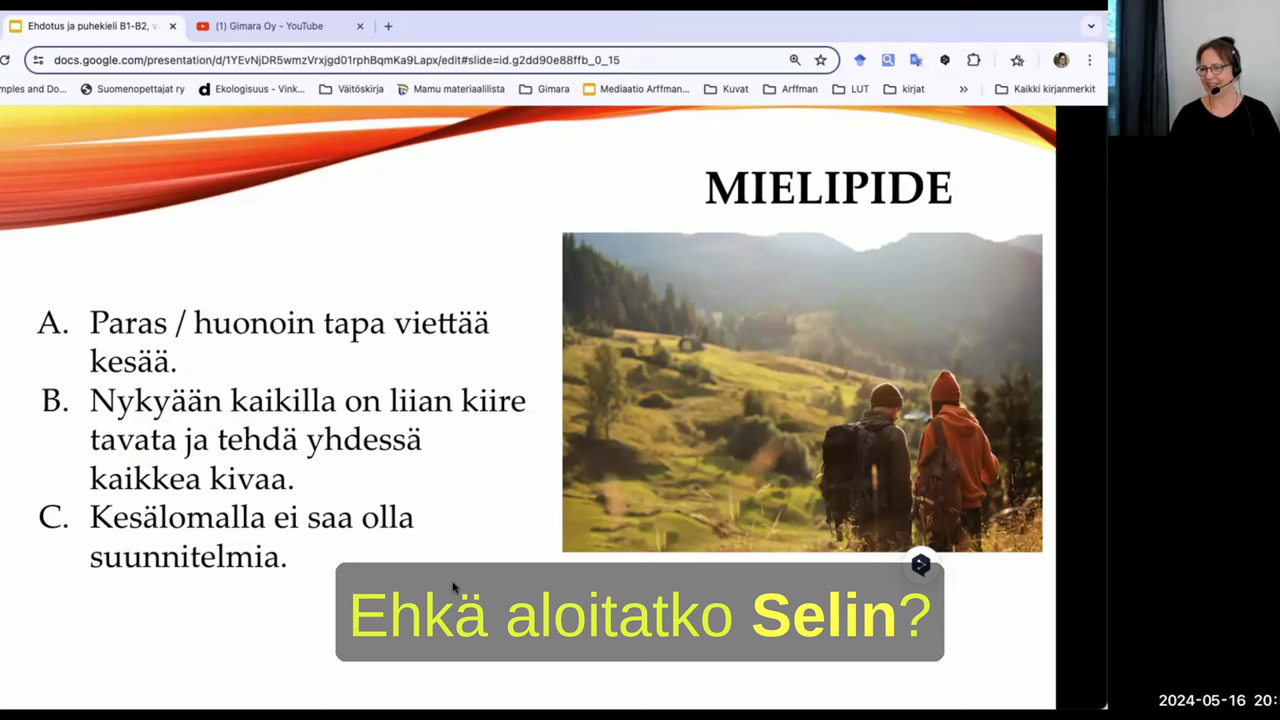 Ehdotus ja puhekieli B1-B2,
(1) Gimara Oy - YouTube
docs.google.com/presentation/d/1YEvNjDR5wmzVrxjgd01rphBqmKa9Lapx/edit#slide=id.g2dd90e88ffb_0_15
mples and Do... Suomenopettajat ry Ekologisuus - Vink... Väitöskirja Mamu materiaalilista Gimara Mediaatio Arffman... Kuvat Arffman LUT kirjat » Kaikki kirjanmerkit
MIELIPIDE
A. Paras / huonoin tapa viettää
kesää.
B. Nykyään kaikilla on liian kiire
tavata ja tehdä yhdessä
kaikkea kivaa.
C. Kesälomalla ei saa olla
suunnitelmia.
Ehkä aloitatko Selin?
2024-05-16 20: